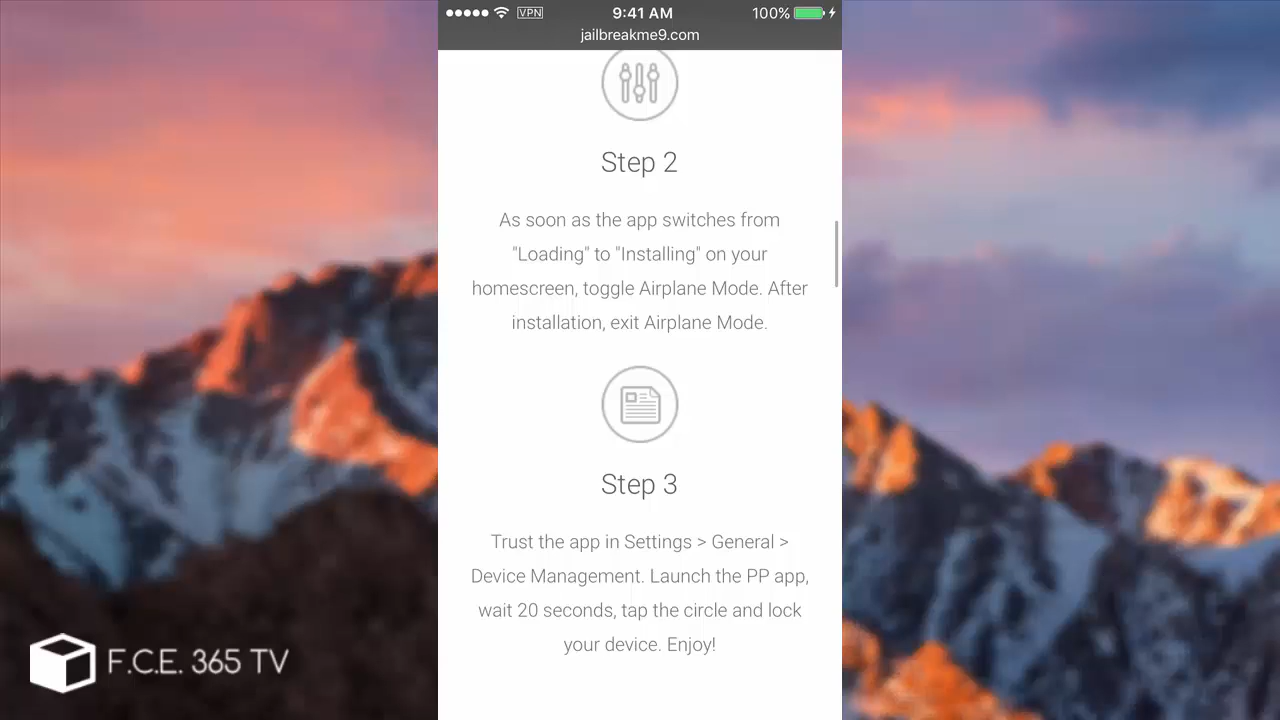 VPN
9:41 AM
100%
jailbreakme9.com
Step 2
As soon as the app switches from
"Loading" to "Installing" on your
homescreen, toggle Airplane Mode. After
installation, exit Airplane Mode.
Step 3
Trust the app in Settings > General >
Device Management. Launch the PP app,
wait 20 seconds, tap the circle and lock
your device. Enjoy!
F.C.E. 365 TV